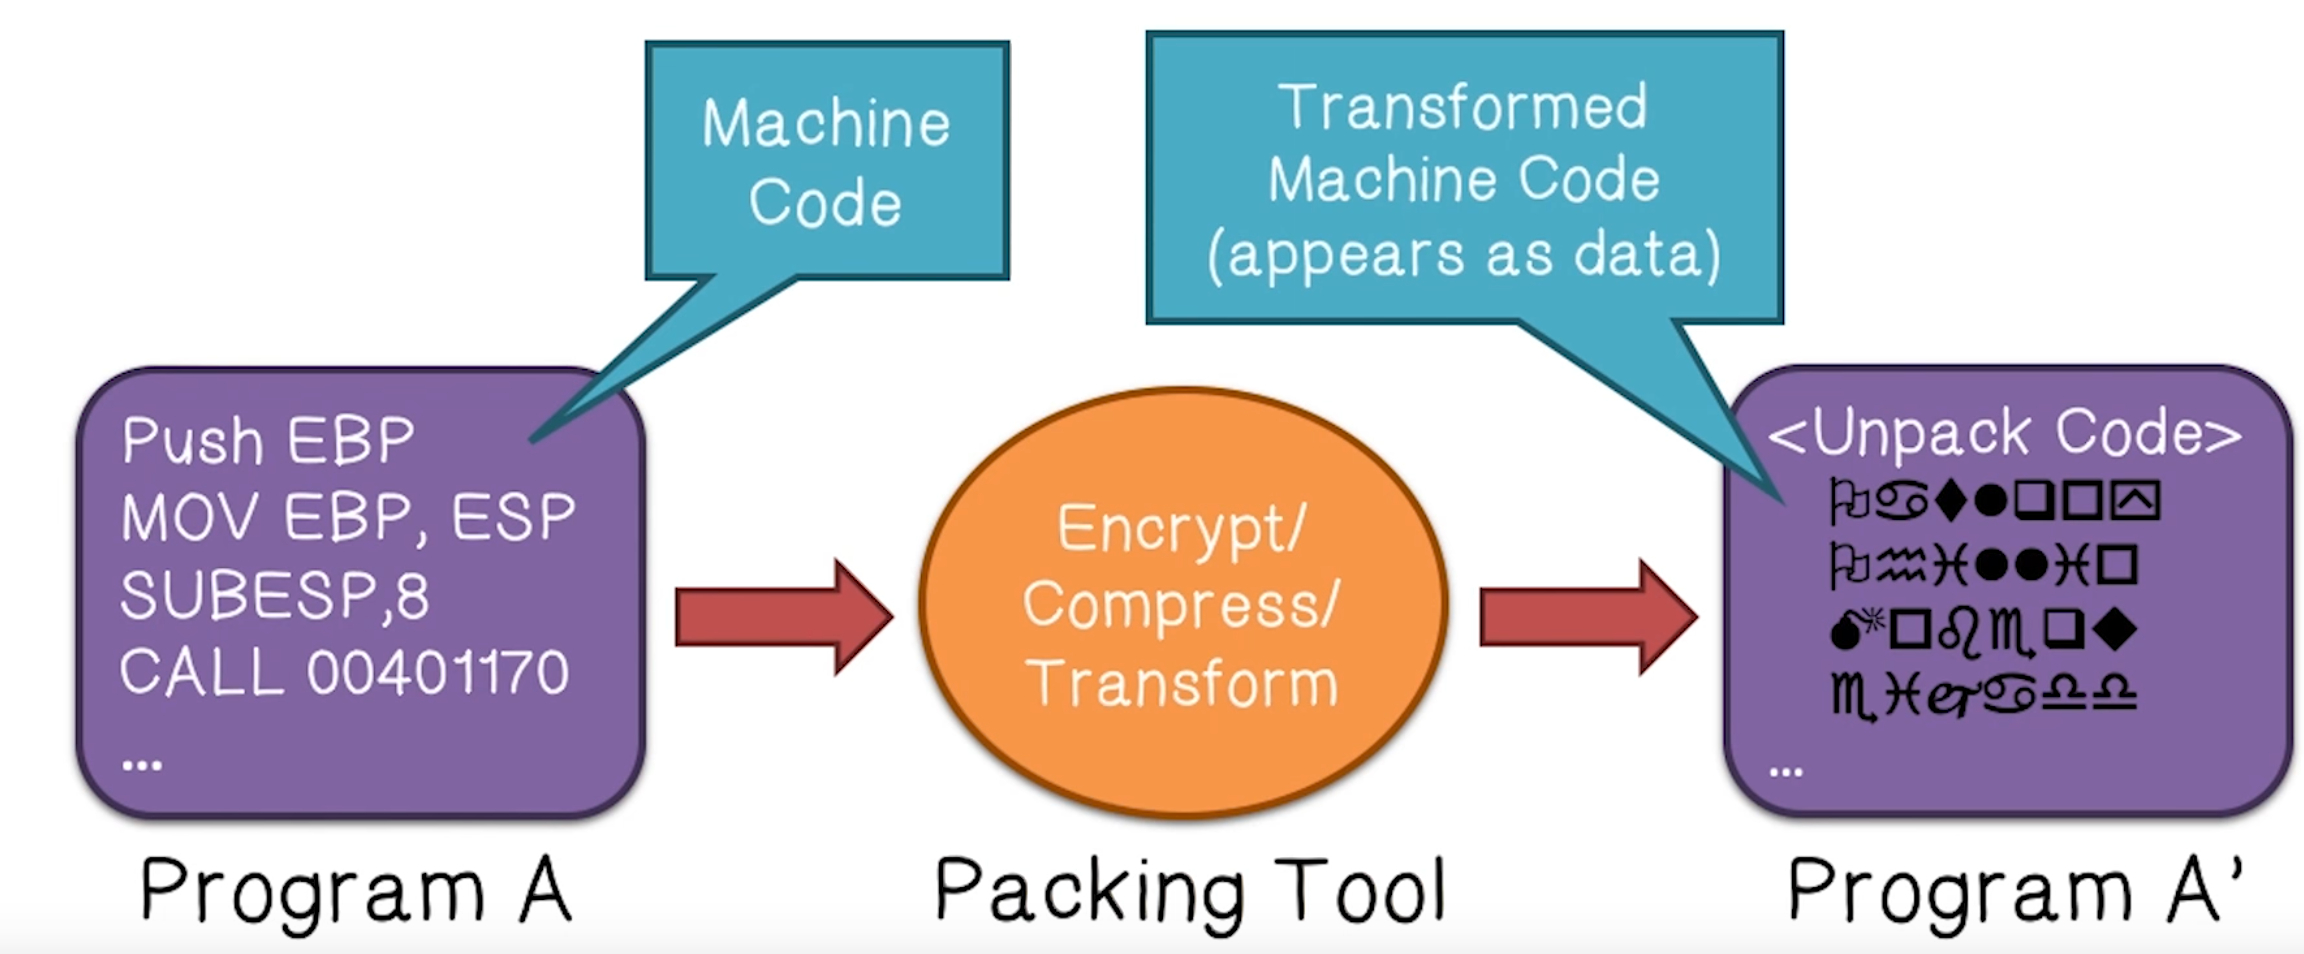 Machine
Code
Transformed
Machine Code
(appears as data)
Push EBP
MOV EBP, ESP
SUBESP,8
CALL 00401170
...
Encrypt/
Compress/
Transform
<Unpack Code>
...
Program A
Packing Tool
Program A’